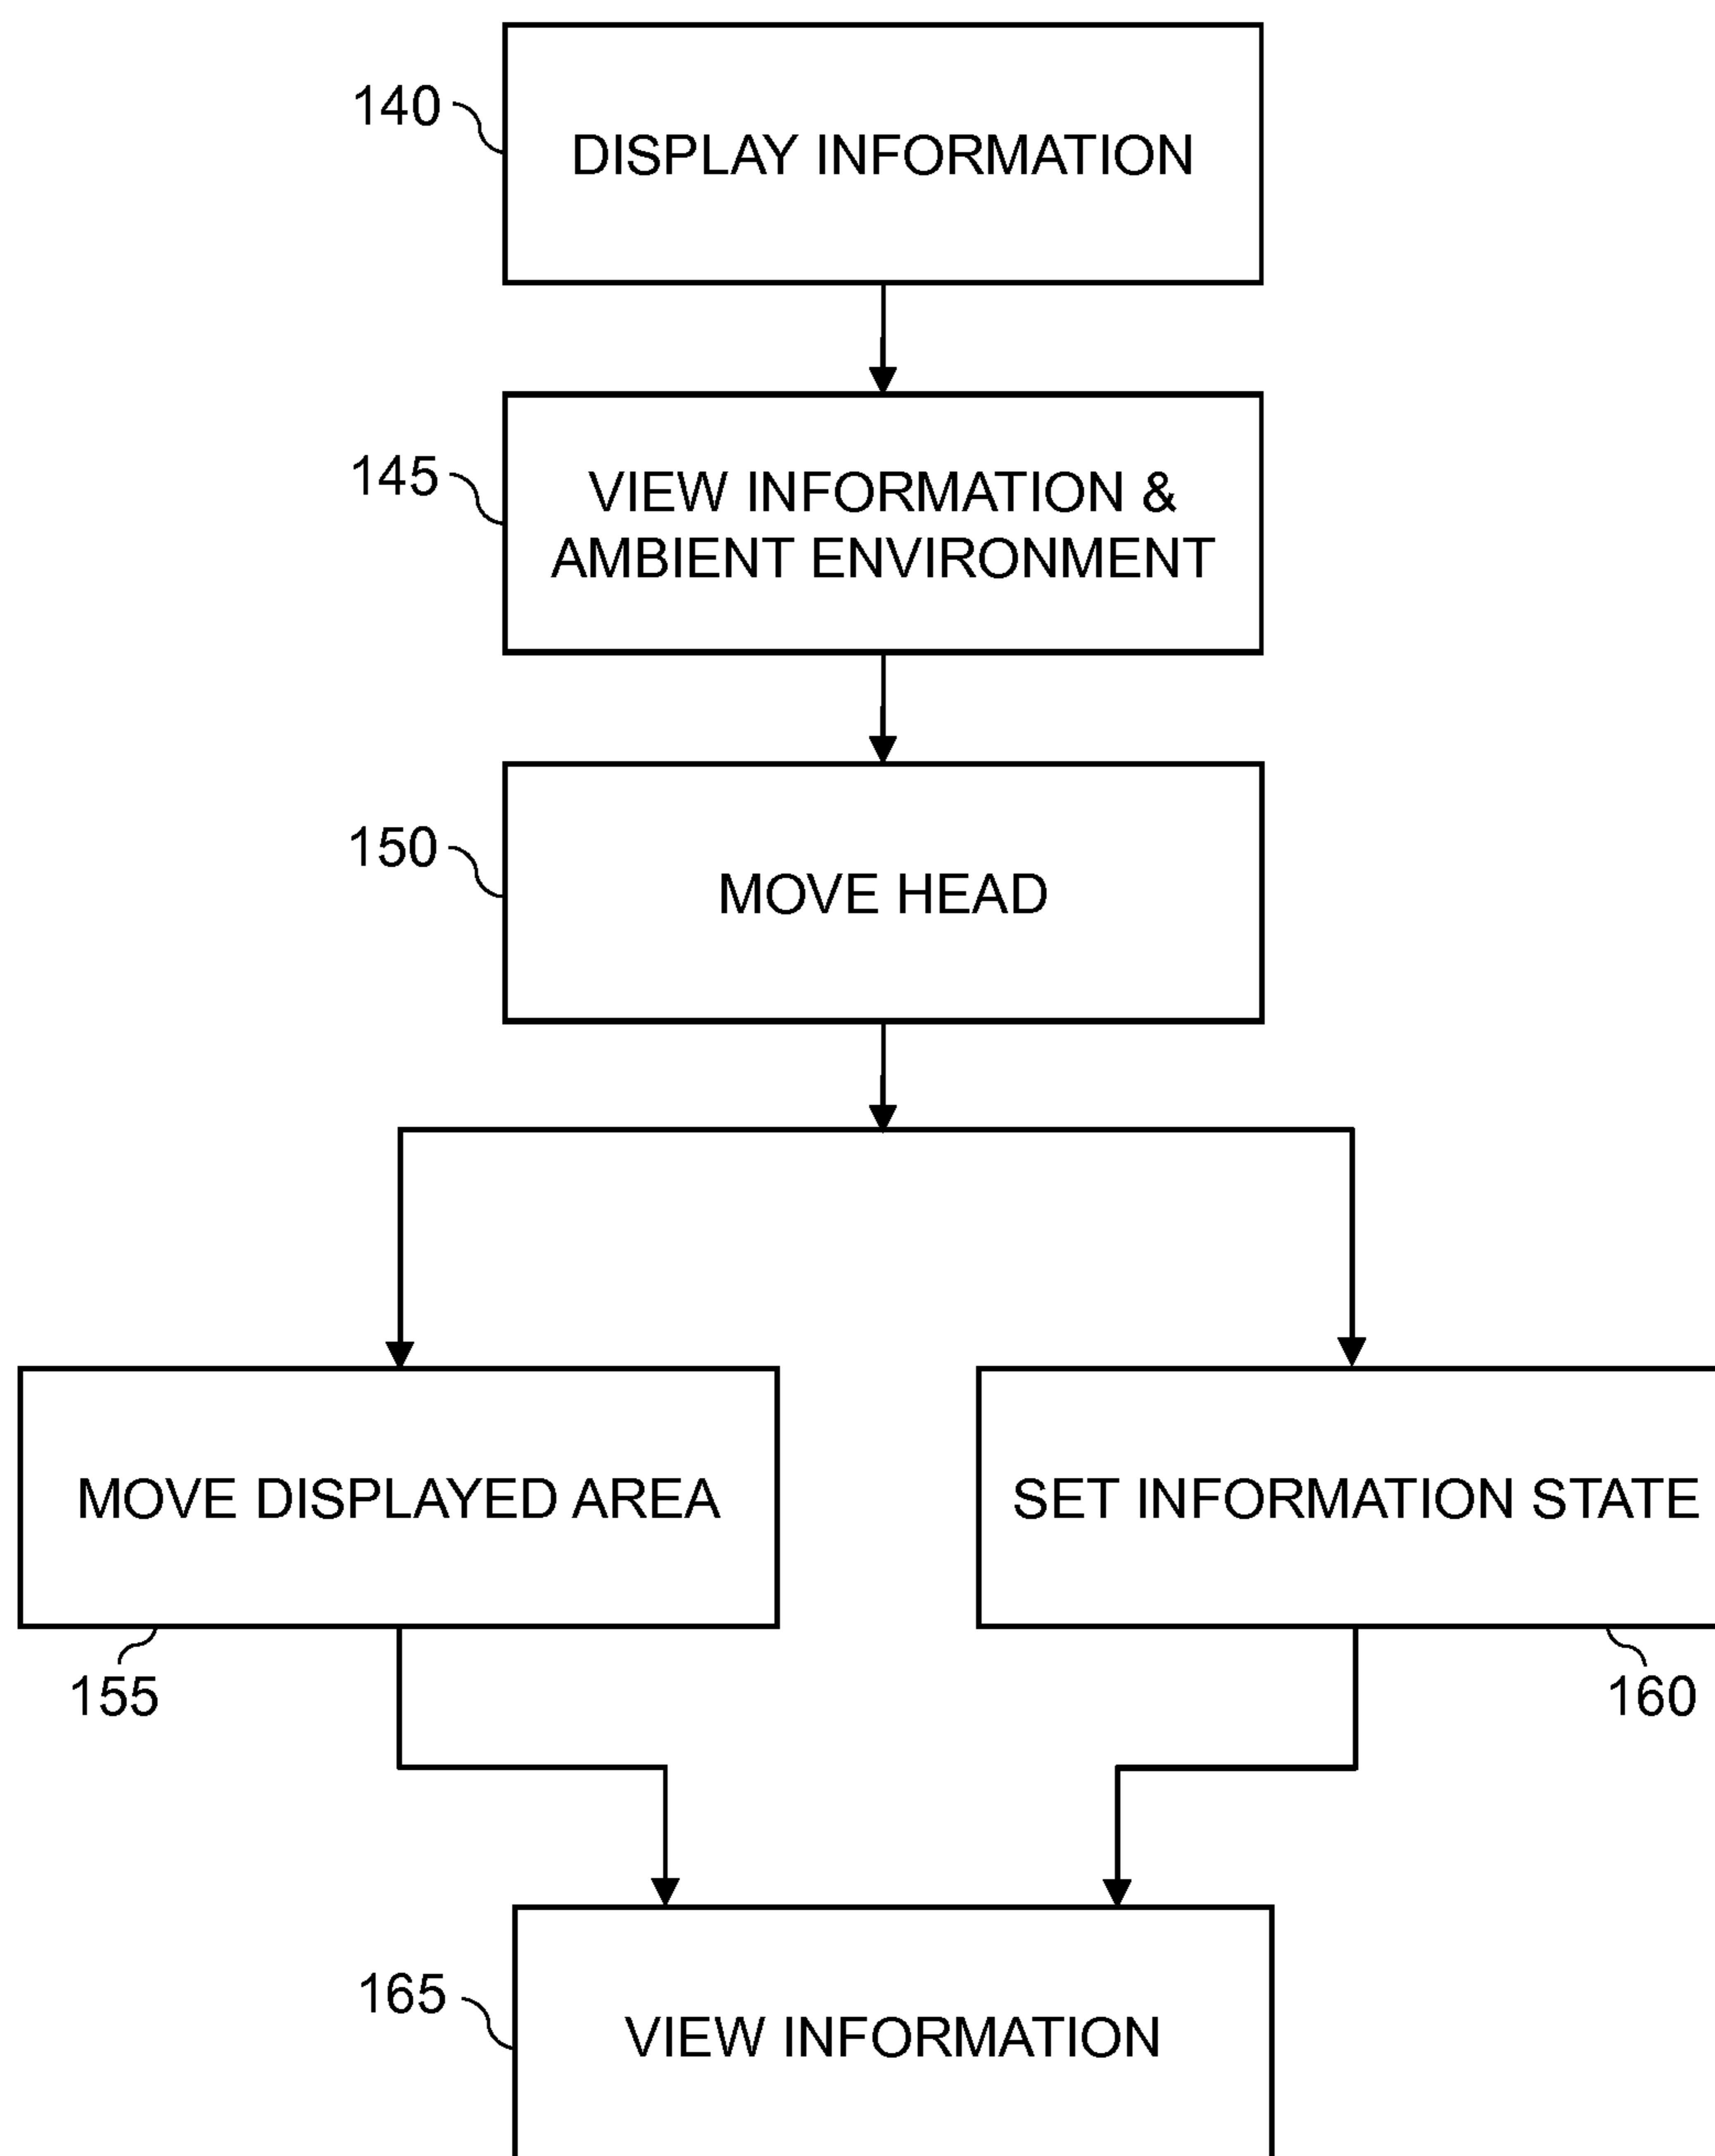 140
DISPLAY INFORMATION
145
VIEW INFORMATION &
AMBIENT ENVIRONMENT
150
MOVE HEAD
MOVE DISPLAYED AREA
SET INFORMATION STATE
155
160
165
VIEW INFORMATION